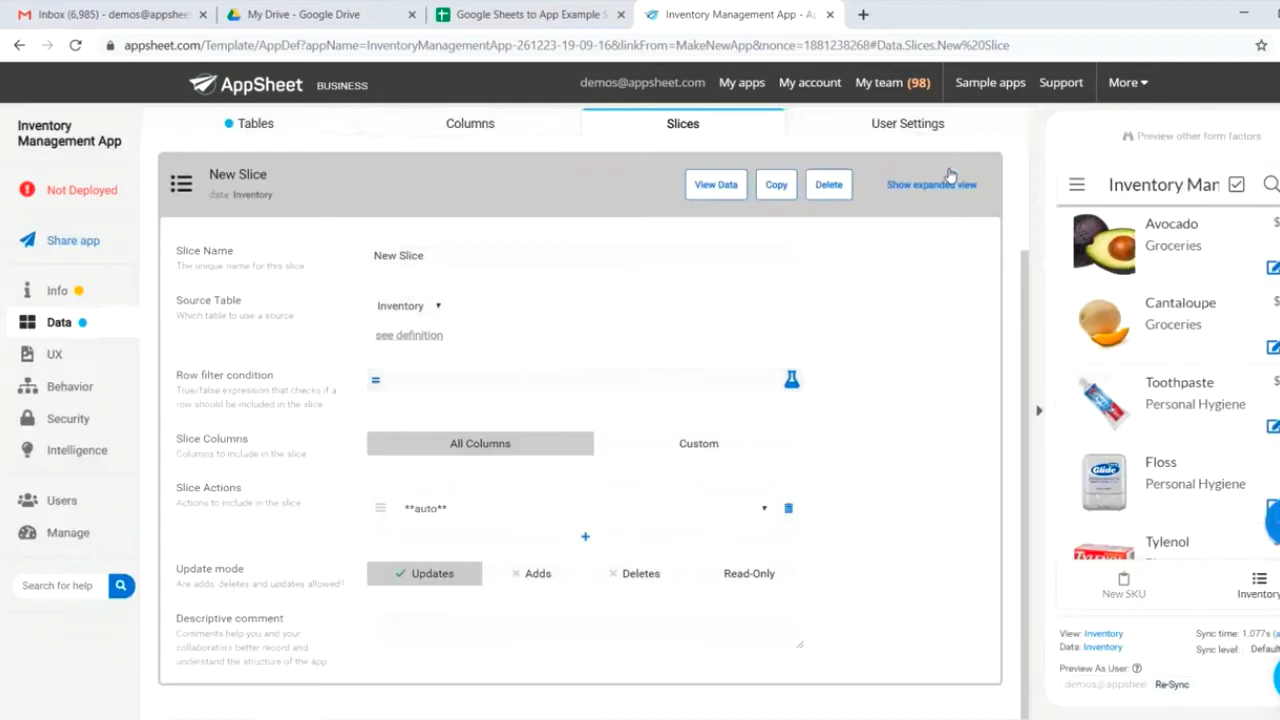 Inbox (6,985) - demos@appshee
My Drive - Google Drive
Google Sheets to App Example S
Inventory Management App - A
appsheet.com/Template/AppDef?appName=InventoryManagementApp-261223-19-09-16&linkFrom=MakeNewApp&nonce=1881238268#Data.Slices.New%20Slice
AppSheet BUSINESS
demos@appsheet.com My apps My account My team (98) Sample apps Support More
Inventory
Management App
Not Deployed
Share app
Info
Data
UX
Behavior
Security
Intelligence
Users
Manage
Search for help
Tables Columns Slices User Settings
New Slice
data: Inventory
View Data Copy Delete Show expanded view
Slice Name
The unique name for this slice
New Slice
Source Table
Which table to use a source
Inventory
see definition
Row filter condition
True/false expression that checks if a
row should be included in the slice
=
Slice Columns
Columns to include in the slice
All Columns Custom
Slice Actions
Actions to include in the slice
**auto**
+
Update mode
Are adds, deletes and updates allowed?
Updates Adds Deletes Read-Only
Descriptive comment
Comments help you and your
collaborators better record and
understand the structure of the app
Preview other form factors
Inventory Mar
Avocado
Groceries
$
Cantaloupe
Groceries
$
Toothpaste
Personal Hygiene
$
Floss
Personal Hygiene
Tylenol
New SKU
Inventory
View: Inventory
Data: Inventory
Sync time: 1.077s (a
Sync level: Defaul
Preview As User:
demos@appshee Re-Sync